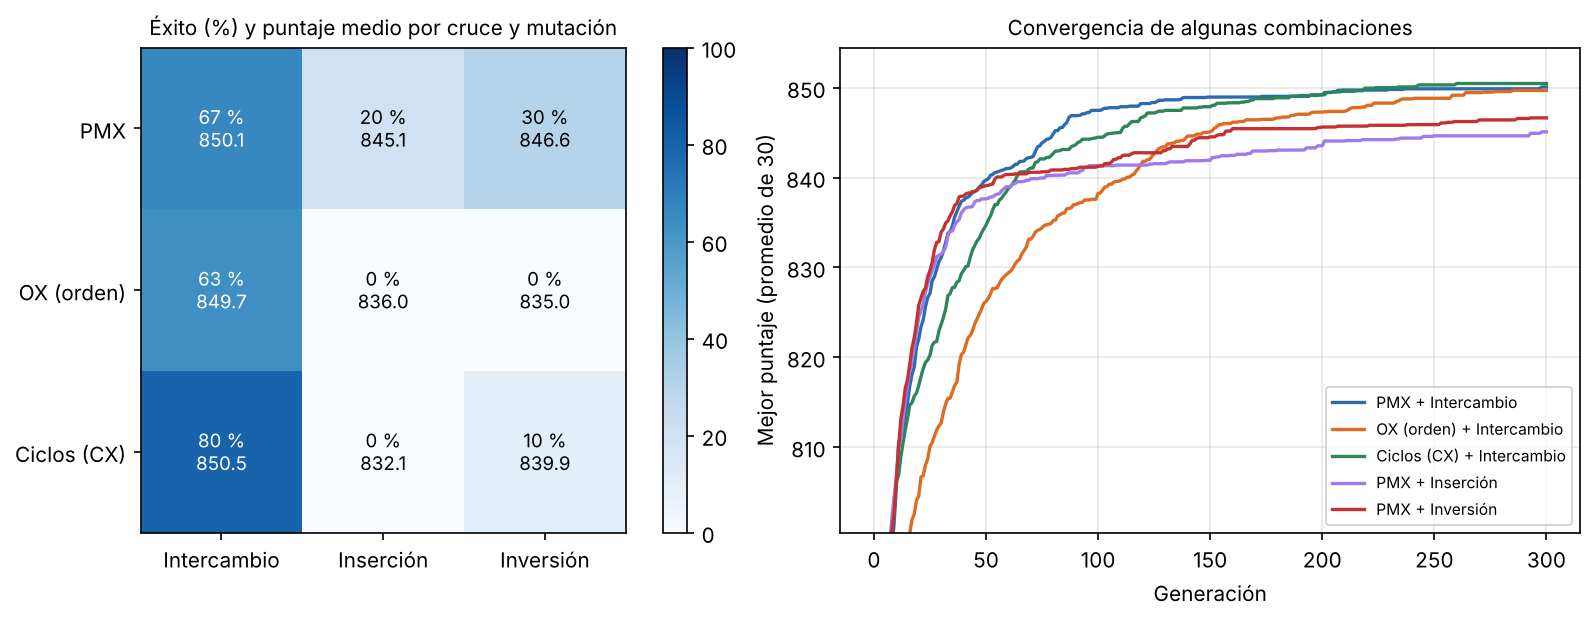 Éxito (%) y puntaje medio por cruce y mutación
PMX
OX (orden)
Ciclos (CX)
67 %
850.1
20 %
845.1
30 %
846.6
63 %
849.7
0 %
836.0
0 %
835.0
80 %
850.5
0 %
832.1
10 %
839.9
Intercambio
Inserción
Inversión
100
80
60
40
20
0
Convergencia de algunas combinaciones
Mejor puntaje (promedio de 30)
850
840
830
820
810
0
50
100
150
200
250
300
Generación
PMX + Intercambio
OX (orden) + Intercambio
Ciclos (CX) + Intercambio
PMX + Inserción
PMX + Inversión